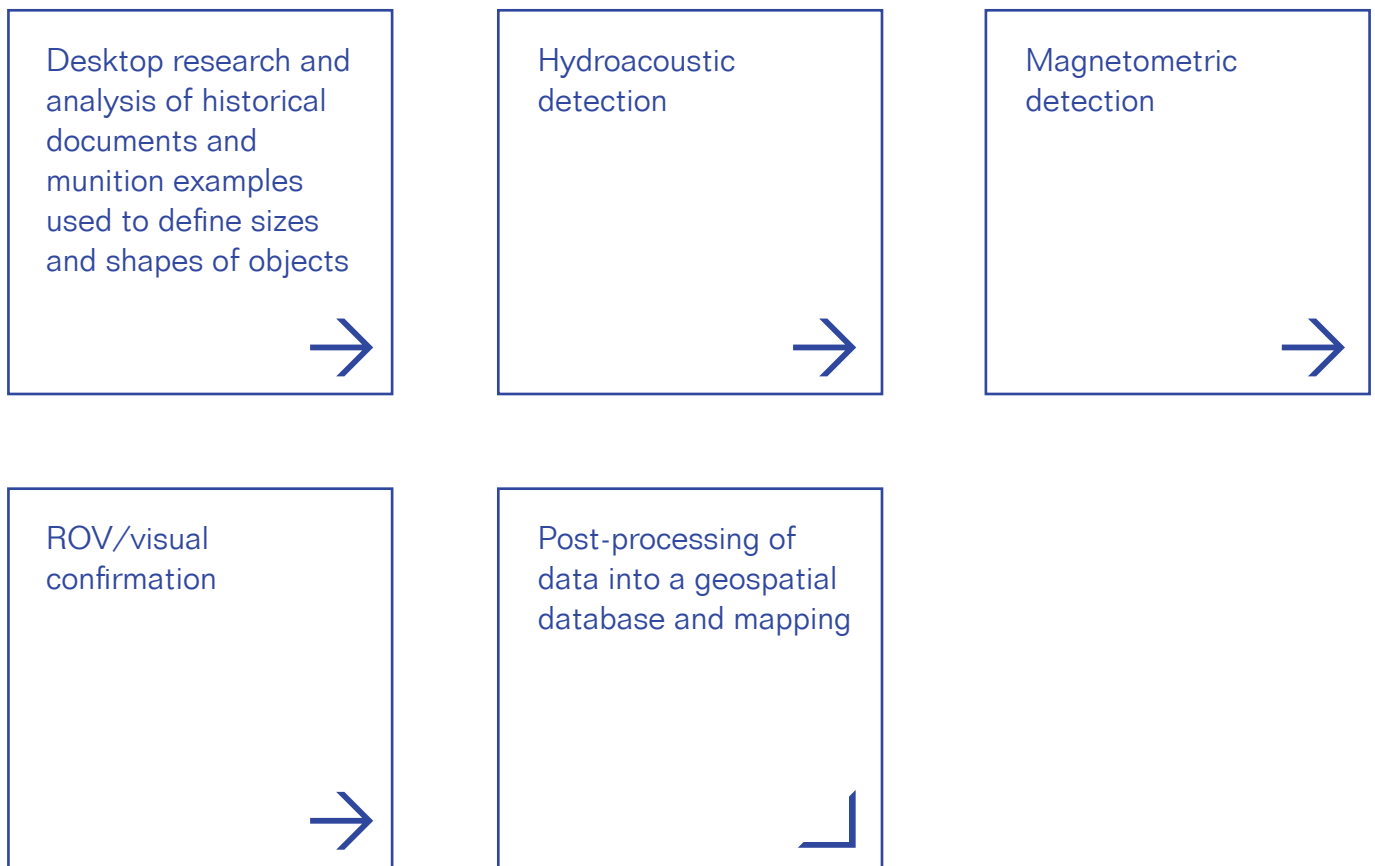 Desktop research and
analysis of historical
documents and
munition examples
used to define sizes
and shapes of objects
Hydroacoustic
detection
Magnetometric
detection
ROV/visual
confirmation
Post-processing of
data into a geospatial
database and mapping